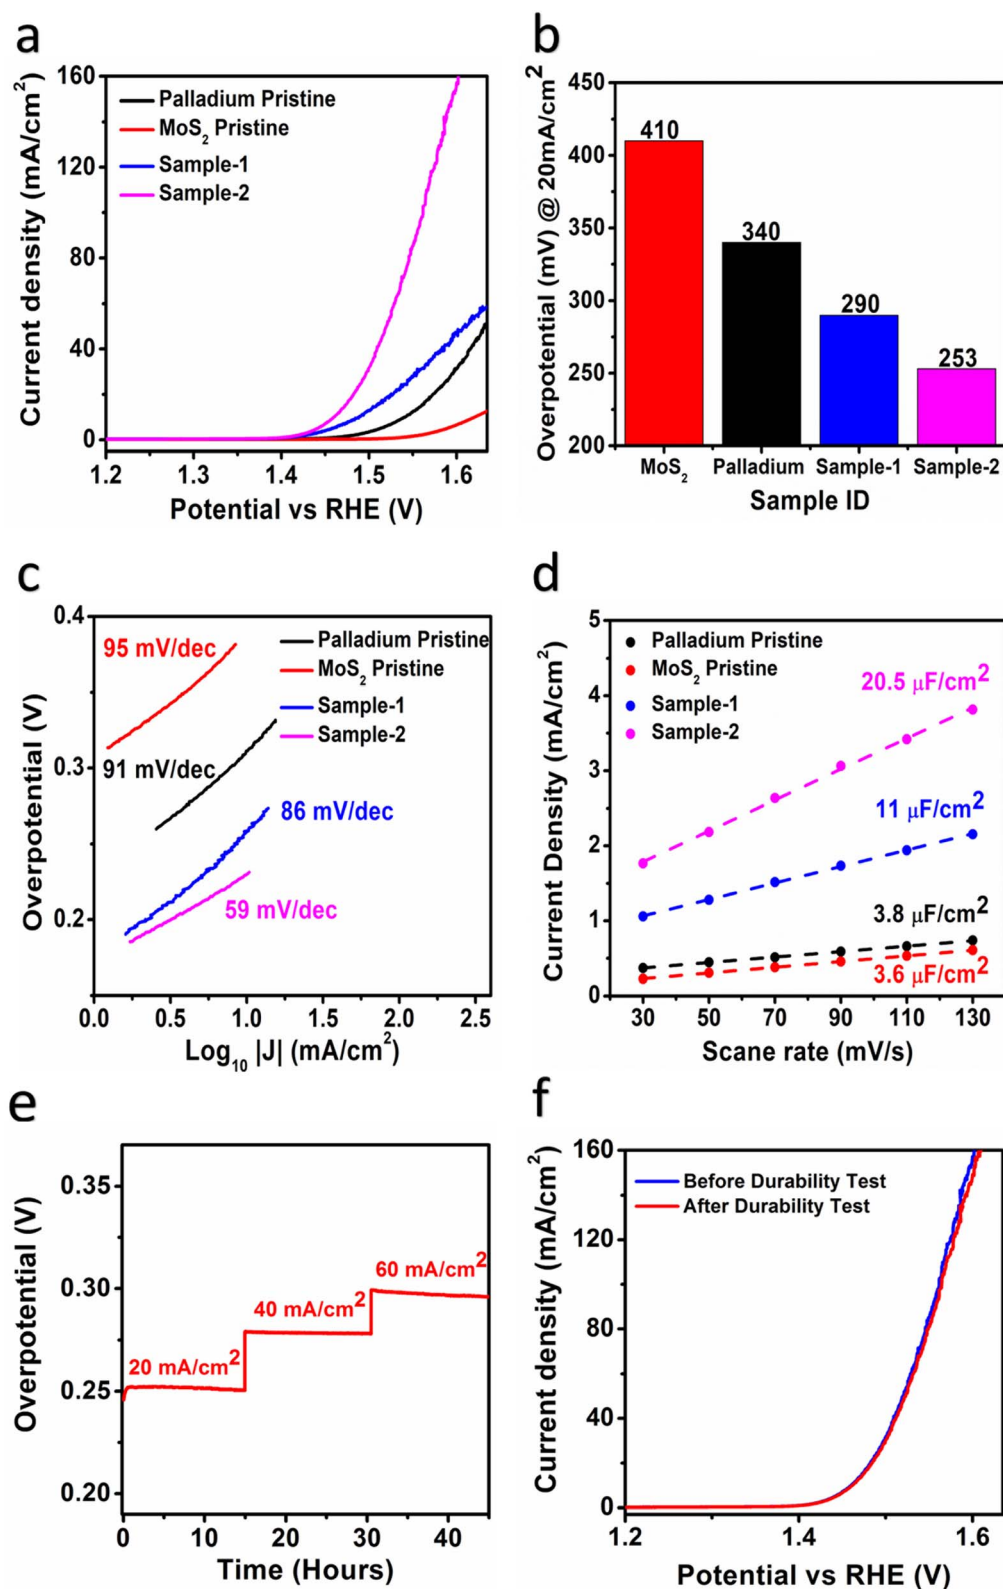 a
Current density (mA/cm²)
160
120
80
40
0
Palladium Pristine
MoS₂ Pristine
Sample-1
Sample-2
1.2 1.3 1.4 1.5 1.6
Potential vs RHE (V)
b
Overpotential (mV) @ 20mA/cm²
450
400
350
300
250
200
410
340
290
253
MoS₂ Palladium Sample-1 Sample-2
Sample ID
c
Overpotential (V)
0.4
0.3
0.2
95 mV/dec
91 mV/dec
86 mV/dec
59 mV/dec
Palladium Pristine
MoS₂ Pristine
Sample-1
Sample-2
0.0 0.5 1.0 1.5 2.0 2.5
Log₁₀ |J| (mA/cm²)
d
Current Density (mA/cm²)
5
4
3
2
1
0
Palladium Pristine
MoS₂ Pristine
Sample-1
Sample-2
20.5 μF/cm²
11 μF/cm²
3.8 μF/cm²
3.6 μF/cm²
30 50 70 90 110 130
Scane rate (mV/s)
e
Overpotential (V)
0.35
0.30
0.25
0.20
20 mA/cm²
40 mA/cm²
60 mA/cm²
0 10 20 30 40
Time (Hours)
f
Current density (mA/cm²)
160
120
80
40
0
Before Durability Test
After Durability Test
1.2 1.4 1.6
Potential vs RHE (V)